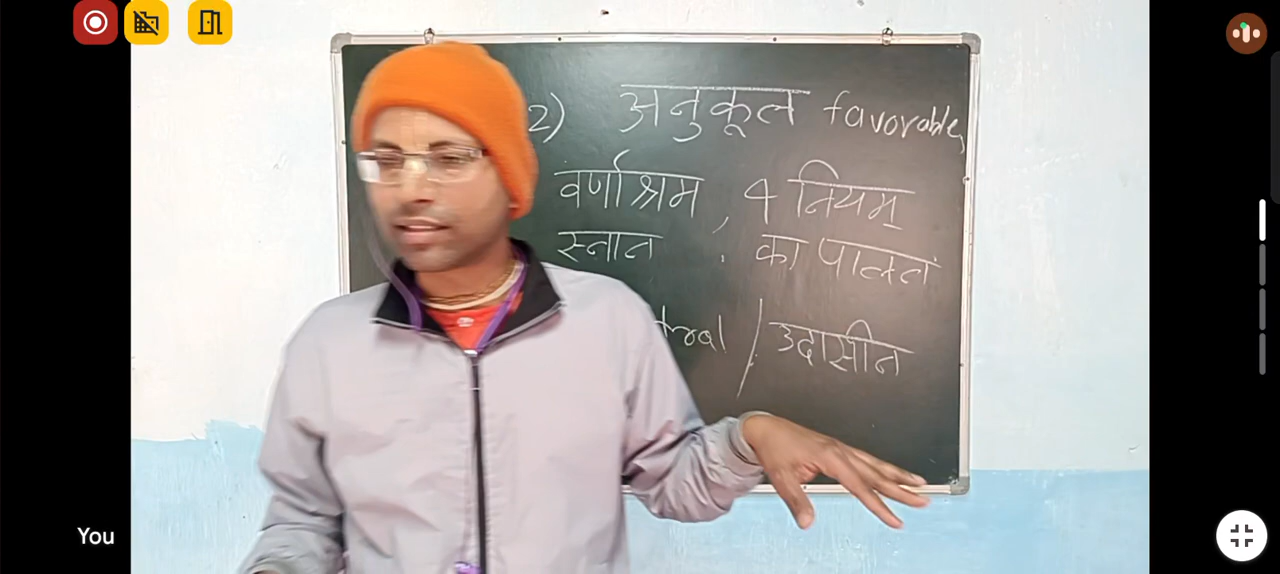 2) अनुकूल favorable,
वर्णाश्रम , 4 नियम्
स्नान , का पालन
/ उदासीन
You